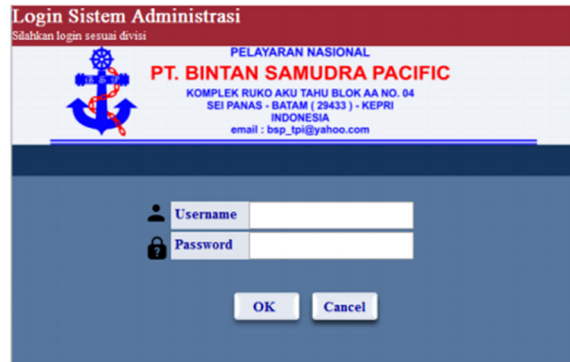 Login Sistem Administrasi
Silahkan login sesuai divisi
PELAYARAN NASIONAL
PT. BINTAN SAMUDRA PACIFIC
KOMPLEK RUKO AKU TAHU BLOK AA NO. 04
SEI PANAS - BATAM ( 29433 ) - KEPRI
INDONESIA
email : bsp_tpi@yahoo.com
Username
Password
OK Cancel